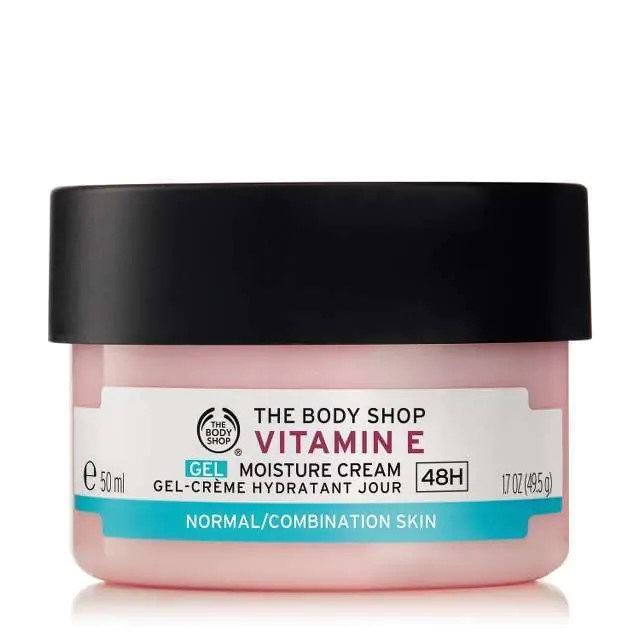 THE
BODY
SHOP
®
THE BODY SHOP
VITAMIN E
GEL MOISTURE CREAM
GEL-CRÈME HYDRATANT JOUR
48H
℮ 50 ml
1.7 OZ (49.5 g)
NORMAL/COMBINATION SKIN